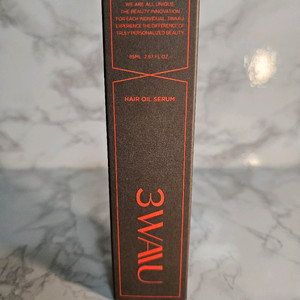 WE ARE ALL UNIQUE.
THE BEAUTY INNOVATION
FOR EACH INDIVIDUAL, 3WAAU
EXPERIENCE THE DIFFERENCE OF
TRULY PERSONALIZED BEAUTY.
HAIR OIL SERUM
3WAAU